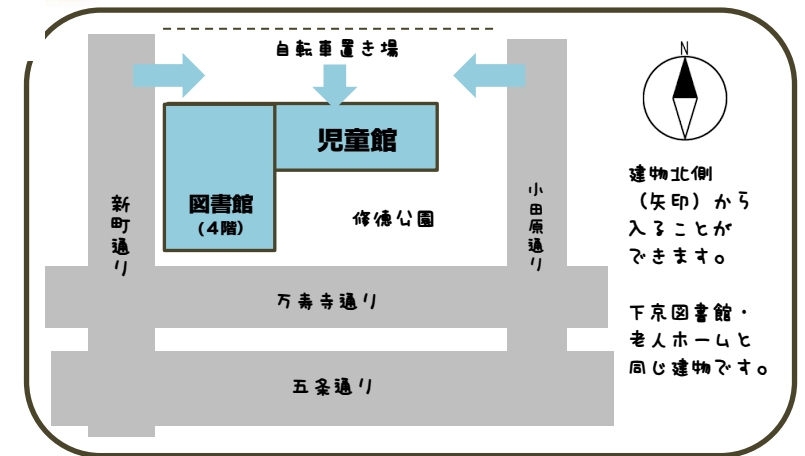 自転車置き場
N
児童館
図書館
(4階)
修徳公園
新町通り
小田原通り
万寿寺通り
五条通り
建物北側
(矢印)から
入ることが
できます。
下京図書館・
老人ホームと
同じ建物です。